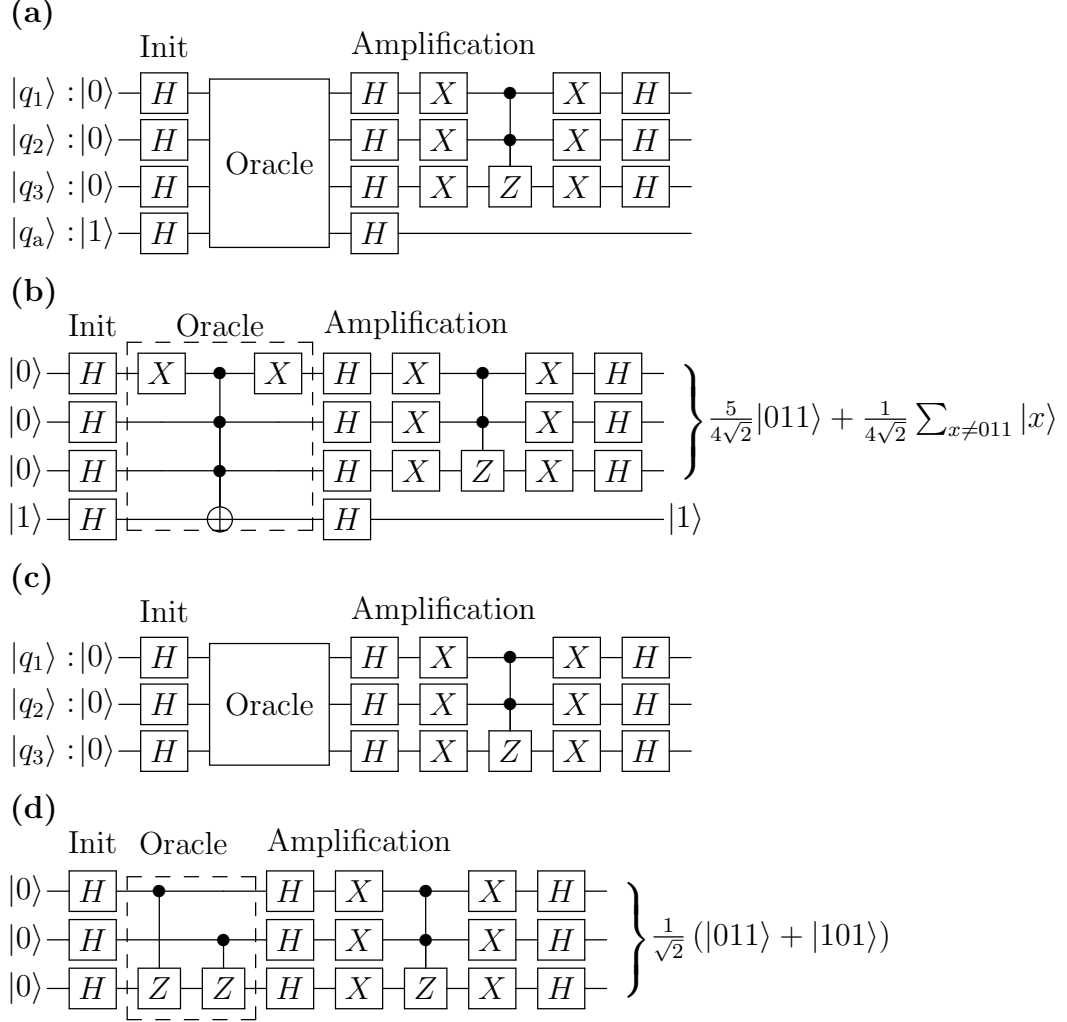 (a)
Init Amplification
|q₁⟩ : |0⟩ H H X X H
|q₂⟩ : |0⟩ H H X X H
Oracle
|q₃⟩ : |0⟩ H H X Z X H
|qₐ⟩ : |1⟩ H H
(b)
Init Oracle Amplification
|0⟩ H X X H X X H
|0⟩ H H X X H } 5/4√2 |011⟩ + 1/4√2 ∑ₓ≠₀₁₁ |x⟩
|0⟩ H H X Z X H
|1⟩ H H |1⟩
(c)
Init Amplification
|q₁⟩ : |0⟩ H H X X H
|q₂⟩ : |0⟩ H Oracle H X X H
|q₃⟩ : |0⟩ H H X Z X H
(d)
Init Oracle Amplification
|0⟩ H H X X H
|0⟩ H H X X H } 1/√2 (|011⟩ + |101⟩)
|0⟩ H Z Z H X Z X H